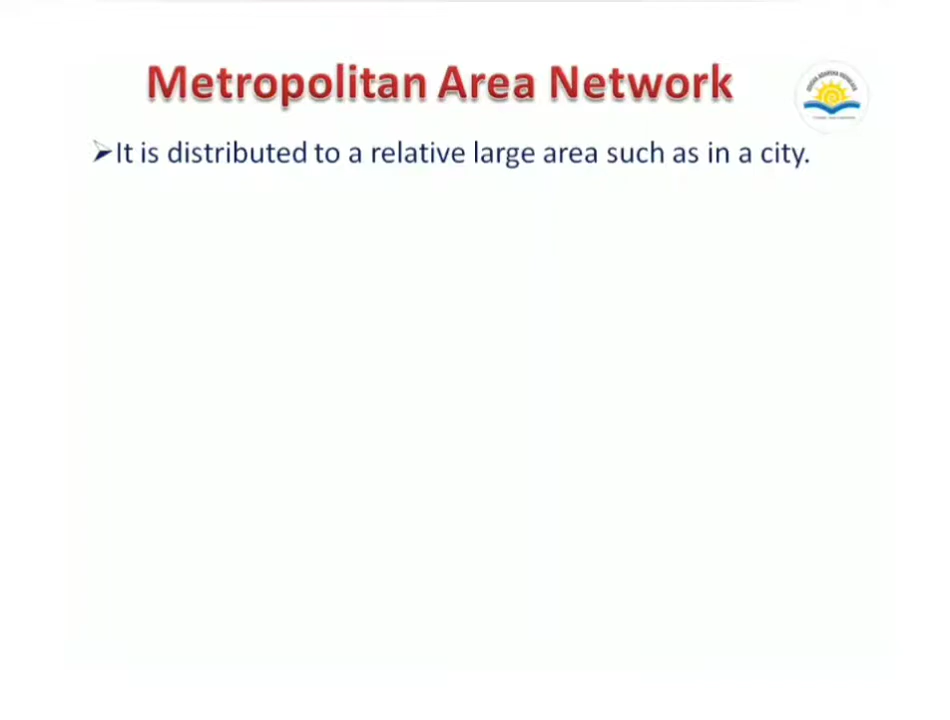 Metropolitan Area Network
➢It is distributed to a relative large area such as in a city.